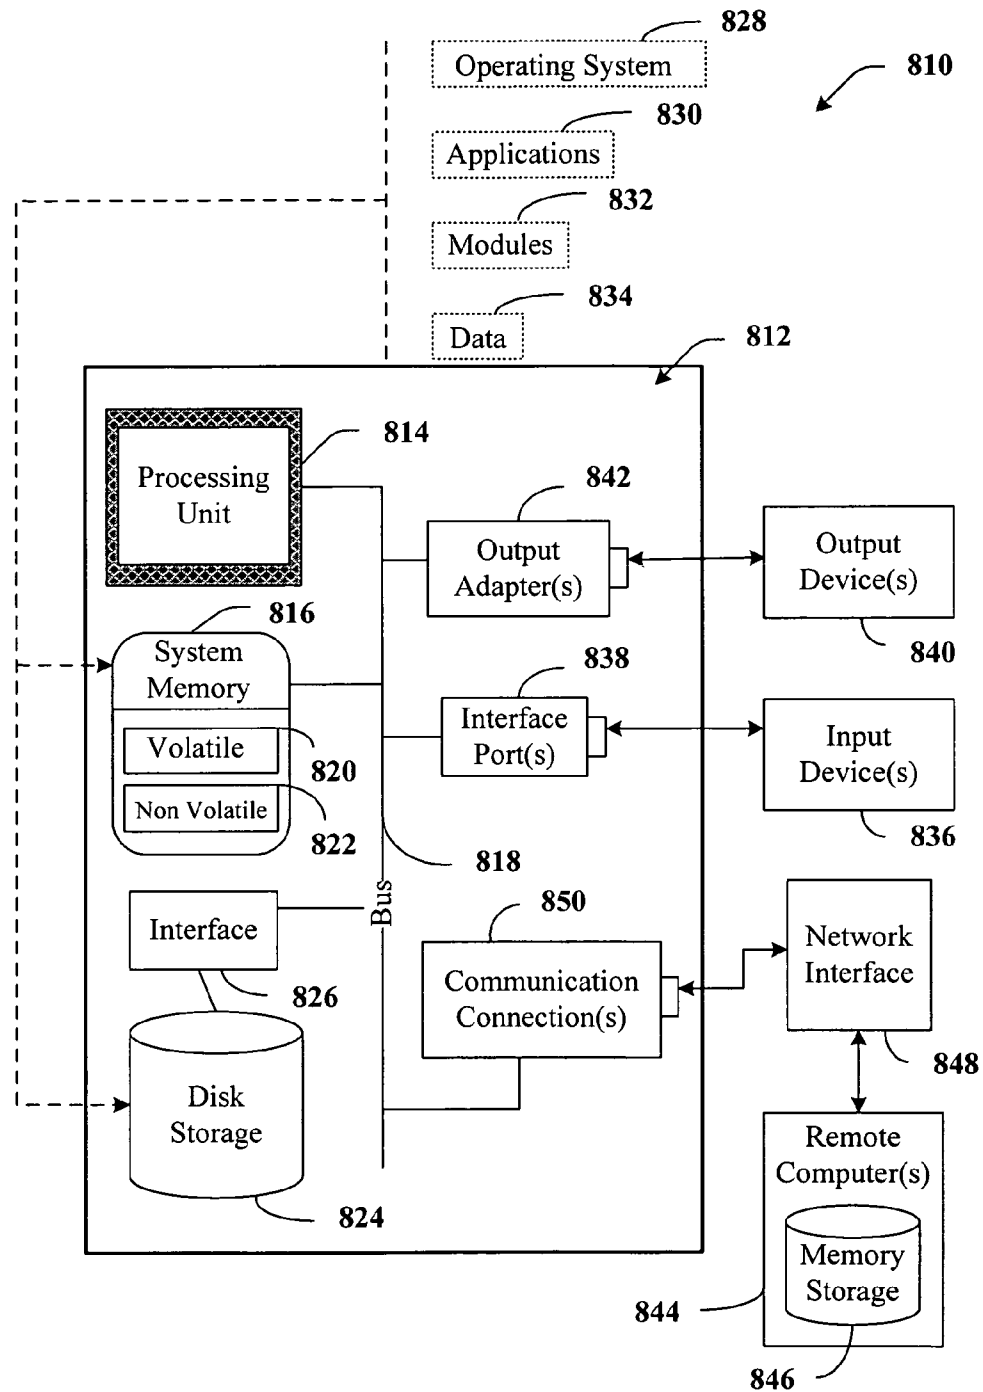 828
Operating System
810
830
Applications
832
Modules
834
Data
812
814
Processing
Unit
842
Output
Adapter(s)
Output
Device(s)
840
816
System
Memory
838
Interface
Port(s)
Input
Device(s)
836
Volatile
820
Non Volatile
822
818
Bus
850
Interface
826
Communication
Connection(s)
Network
Interface
848
Disk
Storage
824
Remote
Computer(s)
Memory
Storage
844
846